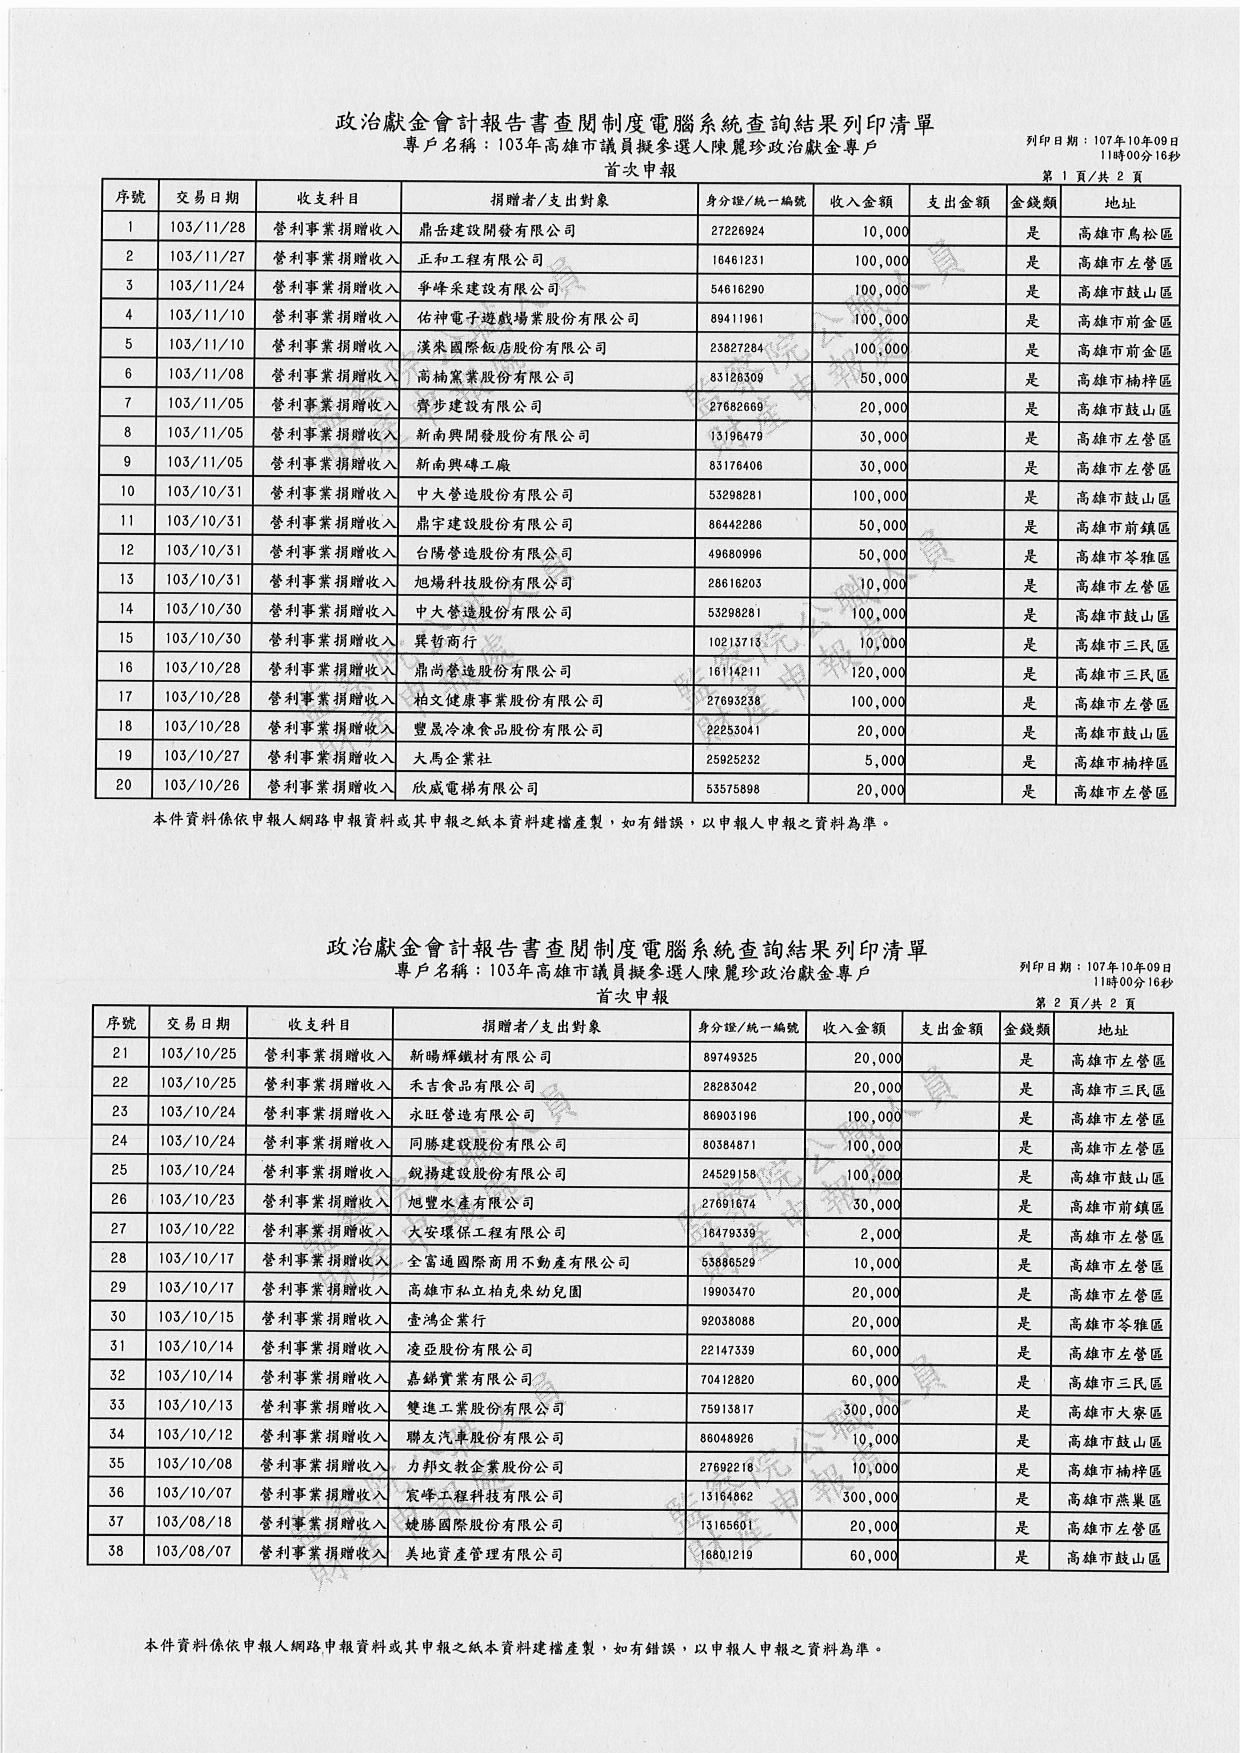 政治獻金會計報告書查閱制度電腦系統查詢結果列印清單
專戶名稱：103年高雄市議員擬參選人陳麗珍政治獻金專戶
列印日期：107年10年09日
11時00分16秒
首次申報
第 1 頁/共 2 頁
序號 交易日期 收支科目 捐贈者/支出對象 身分證/統一編號 收入金額 支出金額 金錢類 地址
1 103/11/28 營利事業捐贈收入 鼎岳建設開發有限公司 27226924 10,000 是 高雄市鳥松區
2 103/11/27 營利事業捐贈收入 正和工程有限公司 16461231 100,000 是 高雄市左營區
3 103/11/24 營利事業捐贈收入 爭峰采建設有限公司 54616290 100,000 是 高雄市鼓山區
4 103/11/10 營利事業捐贈收入 佑神電子遊戲場業股份有限公司 89411961 100,000 是 高雄市前金區
5 103/11/10 營利事業捐贈收入 漢來國際飯店股份有限公司 23827284 100,000 是 高雄市前金區
6 103/11/08 營利事業捐贈收入 高楠窯業股份有限公司 83126309 50,000 是 高雄市楠梓區
7 103/11/05 營利事業捐贈收入 齊步建設有限公司 27682669 20,000 是 高雄市鼓山區
8 103/11/05 營利事業捐贈收入 新南興開發股份有限公司 13196479 30,000 是 高雄市左營區
9 103/11/05 營利事業捐贈收入 新南興磚工廠 83176406 30,000 是 高雄市左營區
10 103/10/31 營利事業捐贈收入 中大營造股份有限公司 53298281 100,000 是 高雄市鼓山區
11 103/10/31 營利事業捐贈收入 鼎宇建設股份有限公司 86442286 50,000 是 高雄市前鎮區
12 103/10/31 營利事業捐贈收入 台陽營造股份有限公司 49680996 50,000 是 高雄市苓雅區
13 103/10/31 營利事業捐贈收入 旭煬科技股份有限公司 28616203 10,000 是 高雄市左營區
14 103/10/30 營利事業捐贈收入 中大營造股份有限公司 53298281 100,000 是 高雄市鼓山區
15 103/10/30 營利事業捐贈收入 巽哲商行 10213713 10,000 是 高雄市三民區
16 103/10/28 營利事業捐贈收入 鼎尚營造股份有限公司 16114211 120,000 是 高雄市三民區
17 103/10/28 營利事業捐贈收入 柏文健康事業股份有限公司 27693238 100,000 是 高雄市左營區
18 103/10/28 營利事業捐贈收入 豐晟冷凍食品股份有限公司 22253041 20,000 是 高雄市鼓山區
19 103/10/27 營利事業捐贈收入 大馬企業社 25925232 5,000 是 高雄市楠梓區
20 103/10/26 營利事業捐贈收入 欣威電梯有限公司 53575898 20,000 是 高雄市左營區
本件資料係依申報人網路申報資料或其申報之紙本資料建檔產製，如有錯誤，以申報人申報之資料為準。
監察院公職人員
財產申報處
政治獻金會計報告書查閱制度電腦系統查詢結果列印清單
專戶名稱：103年高雄市議員擬參選人陳麗珍政治獻金專戶
列印日期：107年10年09日
11時00分16秒
首次申報
第 2 頁/共 2 頁
序號 交易日期 收支科目 捐贈者/支出對象 身分證/統一編號 收入金額 支出金額 金錢類 地址
21 103/10/25 營利事業捐贈收入 新暘輝鐵材有限公司 89749325 20,000 是 高雄市左營區
22 103/10/25 營利事業捐贈收入 禾吉食品有限公司 28283042 20,000 是 高雄市三民區
23 103/10/24 營利事業捐贈收入 永旺營造有限公司 86903196 100,000 是 高雄市左營區
24 103/10/24 營利事業捐贈收入 同勝建設股份有限公司 80384871 100,000 是 高雄市左營區
25 103/10/24 營利事業捐贈收入 銳揚建設股份有限公司 24529158 100,000 是 高雄市鼓山區
26 103/10/23 營利事業捐贈收入 旭豐水產有限公司 27691674 30,000 是 高雄市前鎮區
27 103/10/22 營利事業捐贈收入 大安環保工程有限公司 16479339 2,000 是 高雄市左營區
28 103/10/17 營利事業捐贈收入 全富通國際商用不動產有限公司 53886529 10,000 是 高雄市左營區
29 103/10/17 營利事業捐贈收入 高雄市私立柏克來幼兒園 19903470 20,000 是 高雄市左營區
30 103/10/15 營利事業捐贈收入 壹鴻企業行 92038088 20,000 是 高雄市苓雅區
31 103/10/14 營利事業捐贈收入 凌亞股份有限公司 22147339 60,000 是 高雄市左營區
32 103/10/14 營利事業捐贈收入 嘉銻實業有限公司 70412820 60,000 是 高雄市三民區
33 103/10/13 營利事業捐贈收入 雙進工業股份有限公司 75913817 300,000 是 高雄市大寮區
34 103/10/12 營利事業捐贈收入 聯友汽車股份有限公司 86048926 10,000 是 高雄市鼓山區
35 103/10/08 營利事業捐贈收入 力邦文教企業股份公司 27692218 10,000 是 高雄市楠梓區
36 103/10/07 營利事業捐贈收入 宸峰工程科技有限公司 13164862 300,000 是 高雄市燕巢區
37 103/08/18 營利事業捐贈收入 婕勝國際股份有限公司 13165601 20,000 是 高雄市左營區
38 103/08/07 營利事業捐贈收入 美地資產管理有限公司 16801219 60,000 是 高雄市鼓山區
本件資料係依申報人網路申報資料或其申報之紙本資料建檔產製，如有錯誤，以申報人申報之資料為準。